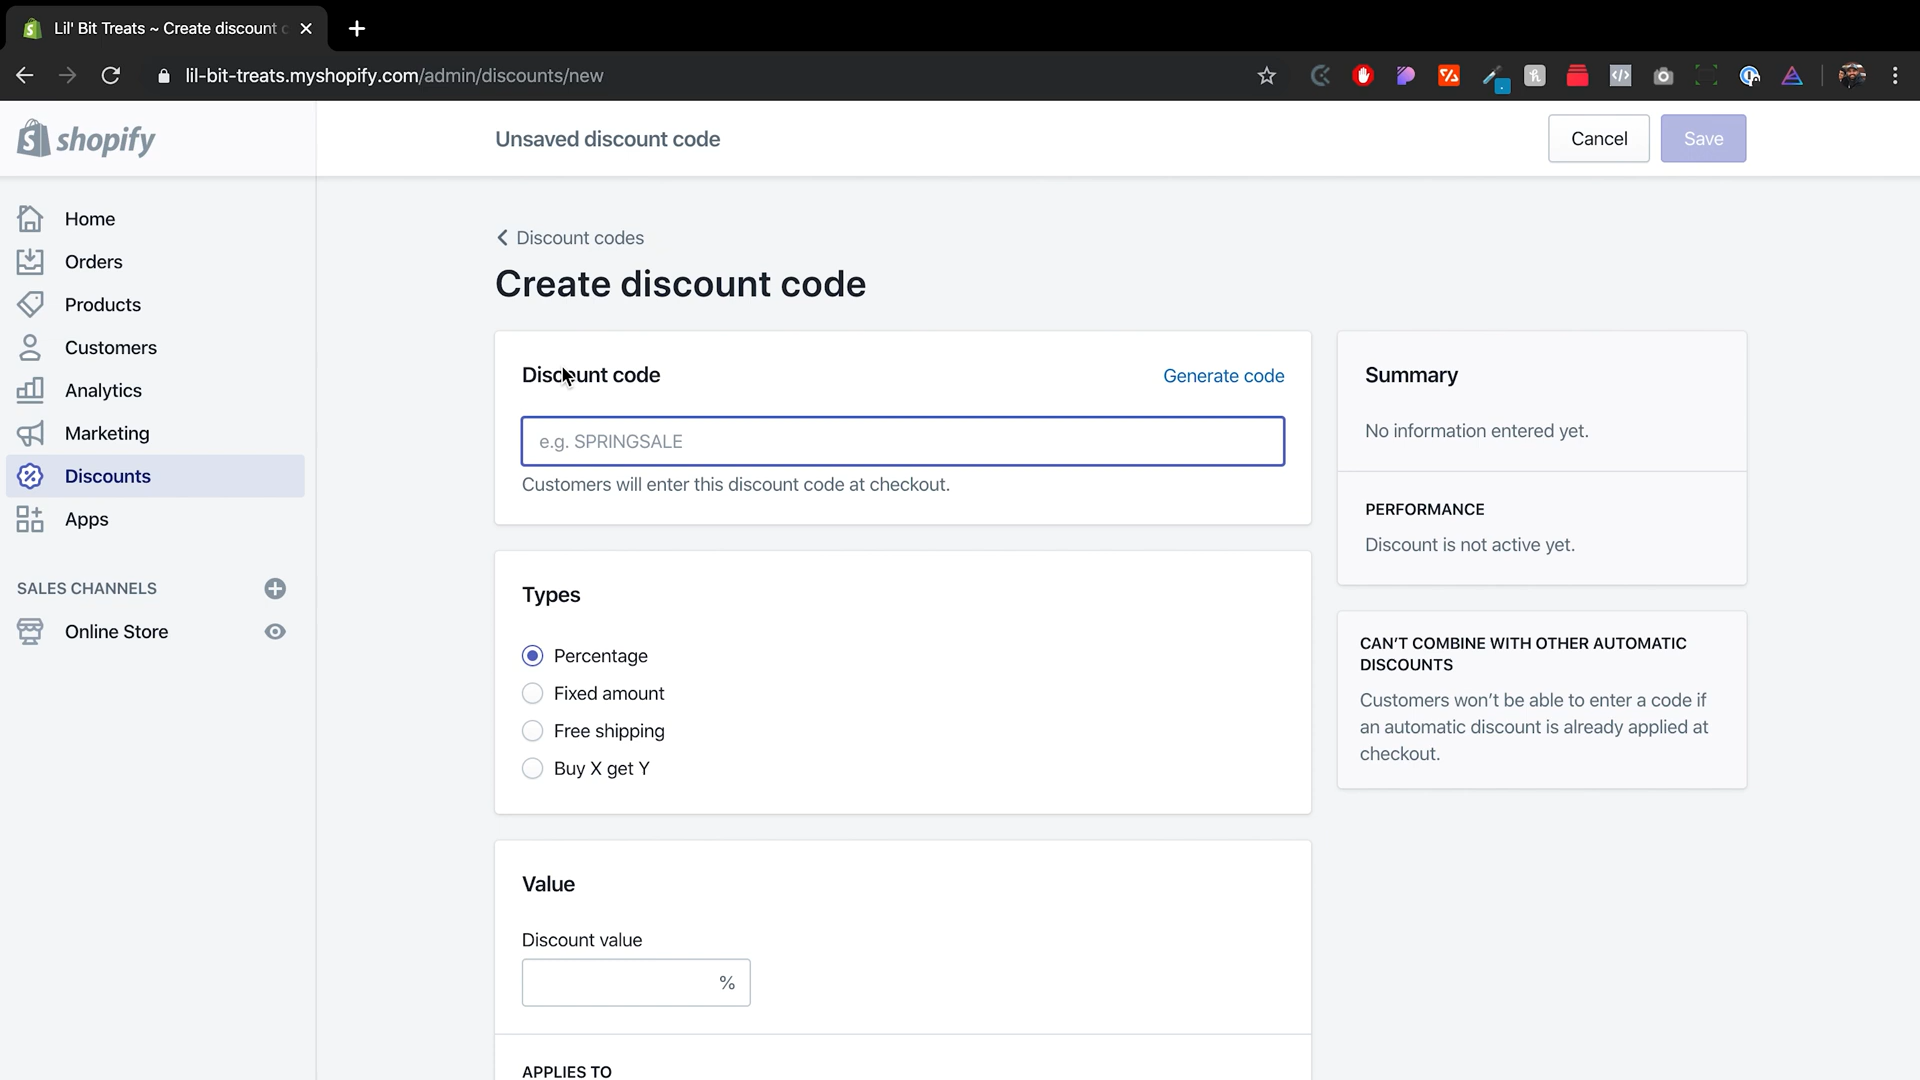 Lil' Bit Treats ~ Create discount c
lil-bit-treats.myshopify.com/admin/discounts/new
shopify
Unsaved discount code
Cancel
Save
Home
Orders
Products
Customers
Analytics
Marketing
Discounts
Apps
SALES CHANNELS
Online Store
Discount codes
Create discount code
Discount code
Generate code
e.g. SPRINGSALE
Customers will enter this discount code at checkout.
Types
Percentage
Fixed amount
Free shipping
Buy X get Y
Value
Discount value
%
APPLIES TO
Summary
No information entered yet.
PERFORMANCE
Discount is not active yet.
CAN'T COMBINE WITH OTHER AUTOMATIC
DISCOUNTS
Customers won't be able to enter a code if
an automatic discount is already applied at
checkout.